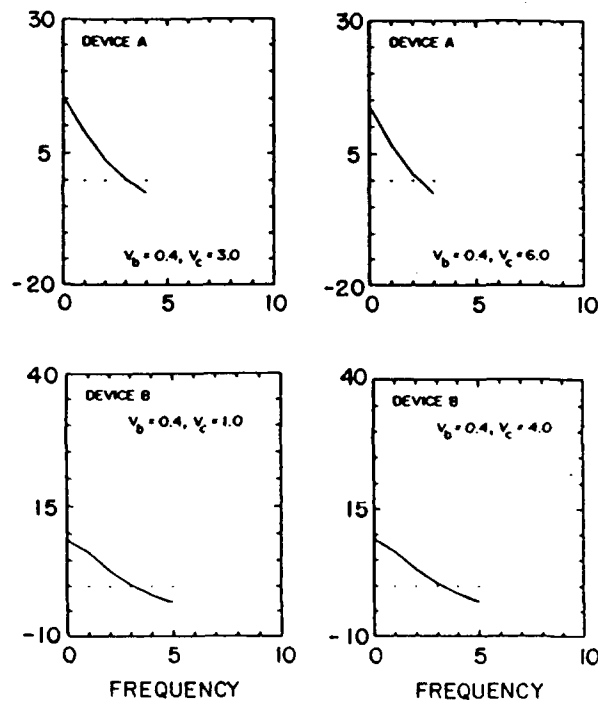 30
DEVICE A
5
V_b = 0.4, V_c = 3.0
-20
0 5 10
30
DEVICE A
5
V_b = 0.4, V_c = 6.0
-20
0 5 10
40
DEVICE B
V_b = 0.4, V_c = 1.0
15
-10
0 5 10
FREQUENCY
40
DEVICE B
V_b = 0.4, V_c = 4.0
15
-10
0 5 10
FREQUENCY